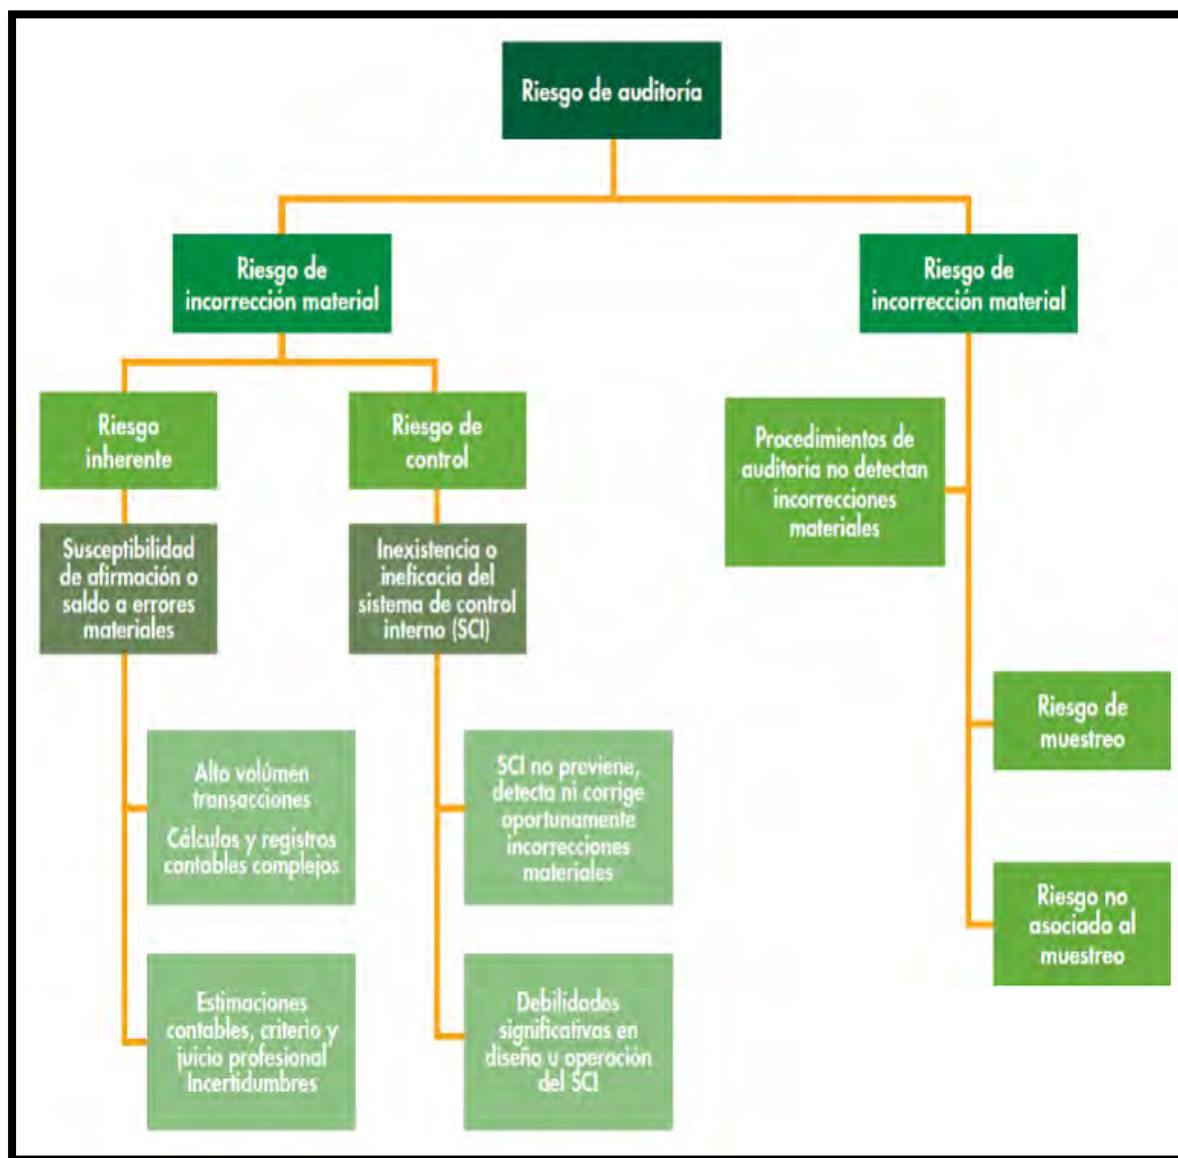 Riesgo de auditoría
Riesgo de
incorrección material
Riesgo de
incorrección material
Riesgo
inherente
Riesgo de
control
Procedimientos de
auditoria no detectan
incorrecciones
materiales
Susceptibilidad
de afirmación o
saldo a errores
materiales
Inexistencia o
ineficacia del
sistema de control
interno (SCI)
Riesgo de
muestreo
Alto volúmen
transacciones
Cálculos y registros
contables complejos
SCI no previene,
detecta ni corrige
oportunamente
incorrecciones
materiales
Riesgo no
asociado al
muestreo
Estimaciones
contables, criterio y
juicio profesional
Incertidumbres
Debilidados
significativas en
diseño u operación
del SCI